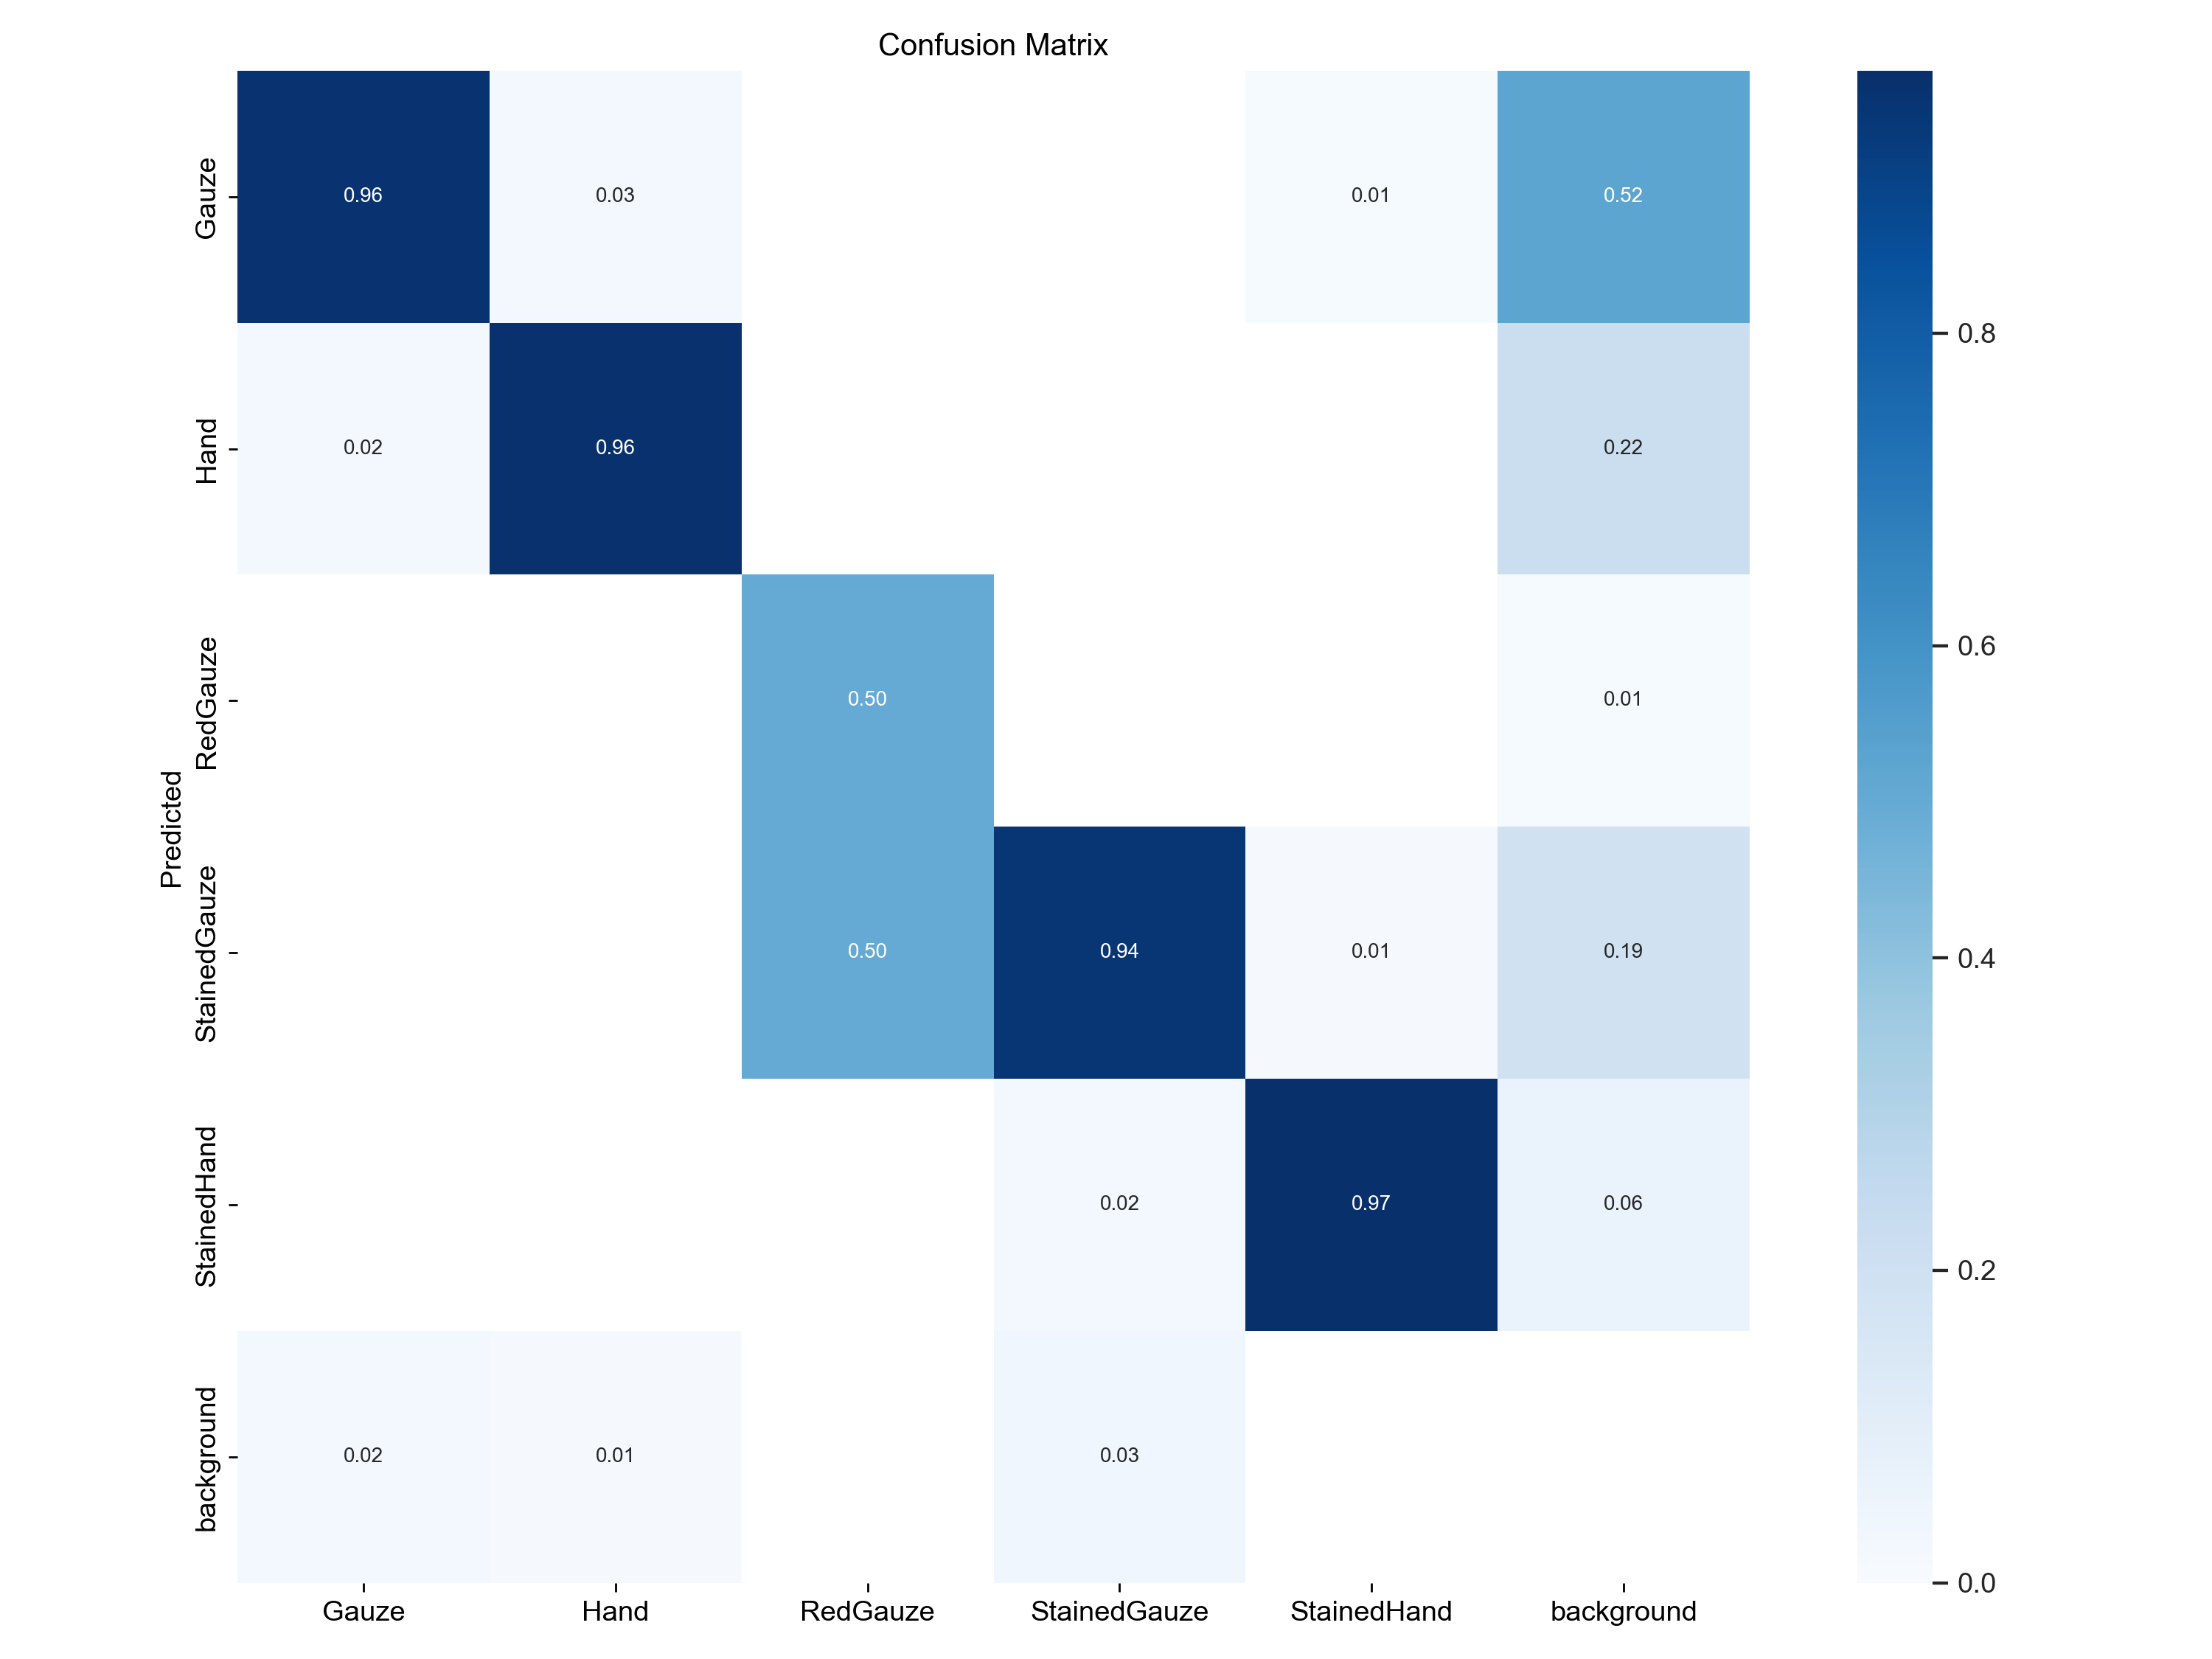 Confusion Matrix
Predicted
Gauze
0.96
0.03
0.01
0.52
Hand
0.02
0.96
0.22
RedGauze
0.50
0.01
StainedGauze
0.50
0.94
0.01
0.19
StainedHand
0.02
0.97
0.06
background
0.02
0.01
0.03
Gauze
Hand
RedGauze
StainedGauze
StainedHand
background
0.8
0.6
0.4
0.2
0.0